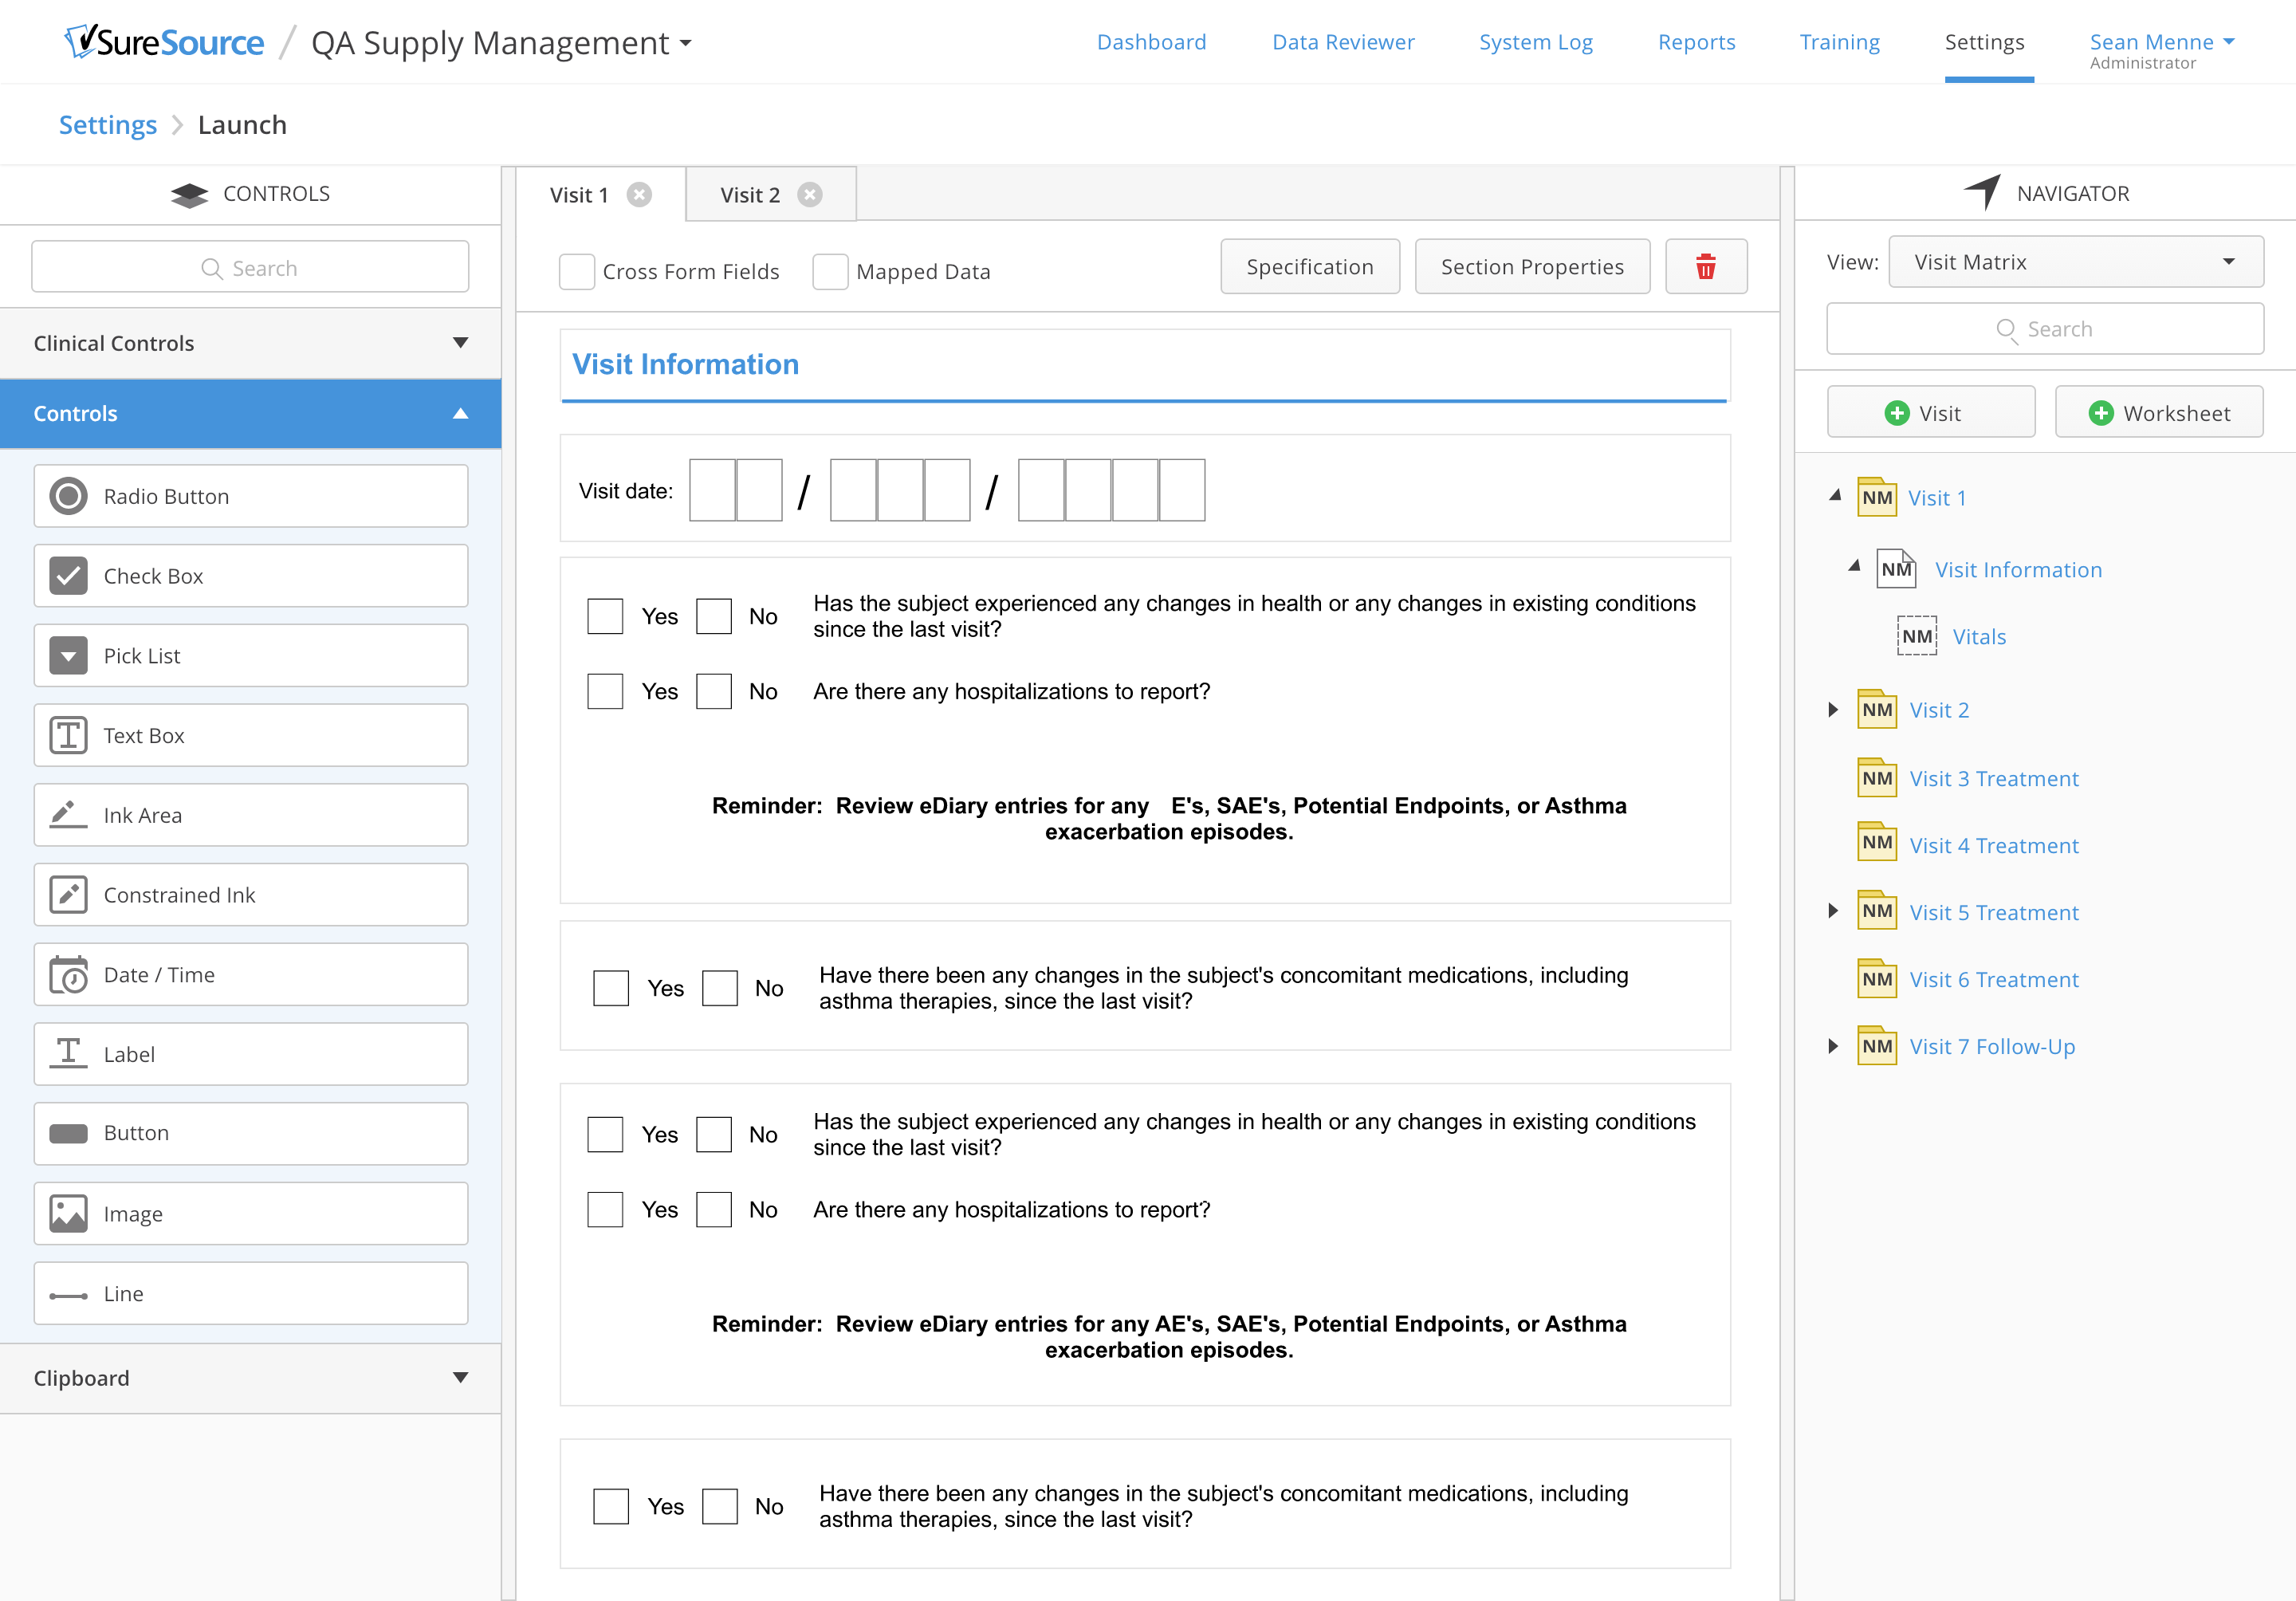 SureSource / QA Supply Management
Dashboard
Data Reviewer
System Log
Reports
Training
Settings
Sean Menne
Administrator
Settings > Launch
CONTROLS
Search
Clinical Controls
Controls
Radio Button
Check Box
Pick List
Text Box
Ink Area
Constrained Ink
Date / Time
Label
Button
Image
Line
Clipboard
Visit 1
Visit 2
Cross Form Fields
Mapped Data
Specification
Section Properties
Visit Information
Visit date: / /
Yes No Has the subject experienced any changes in health or any changes in existing conditions
since the last visit?
Yes No Are there any hospitalizations to report?
Reminder: Review eDiary entries for any E's, SAE's, Potential Endpoints, or Asthma
exacerbation episodes.
Yes No Have there been any changes in the subject's concomitant medications, including
asthma therapies, since the last visit?
Yes No Has the subject experienced any changes in health or any changes in existing conditions
since the last visit?
Yes No Are there any hospitalizations to report?
Reminder: Review eDiary entries for any AE's, SAE's, Potential Endpoints, or Asthma
exacerbation episodes.
Yes No Have there been any changes in the subject's concomitant medications, including
asthma therapies, since the last visit?
NAVIGATOR
View: Visit Matrix
Search
Visit
Worksheet
NM Visit 1
NM Visit Information
NM Vitals
NM Visit 2
NM Visit 3 Treatment
NM Visit 4 Treatment
NM Visit 5 Treatment
NM Visit 6 Treatment
NM Visit 7 Follow-Up